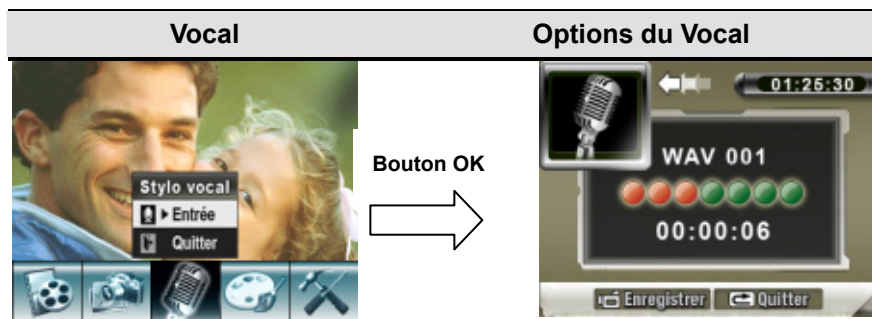 Vocal
Options du Vocal
Stylo vocal
Entrée
Quitter
Bouton OK
01:25:30
WAV 001
00:00:06
Enregistrer Quitter